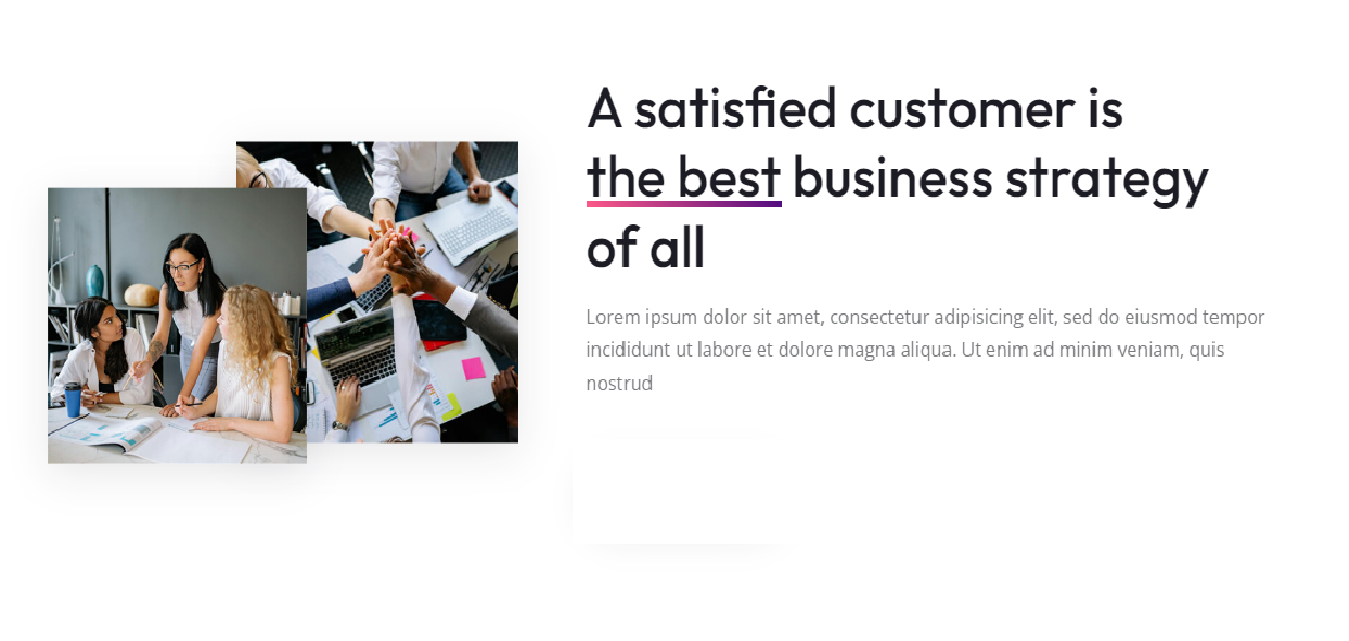 A satisfied customer is
the best business strategy
of all
Lorem ipsum dolor sit amet, consectetur adipisicing elit, sed do eiusmod tempor
incididunt ut labore et dolore magna aliqua. Ut enim ad minim veniam, quis
nostrud